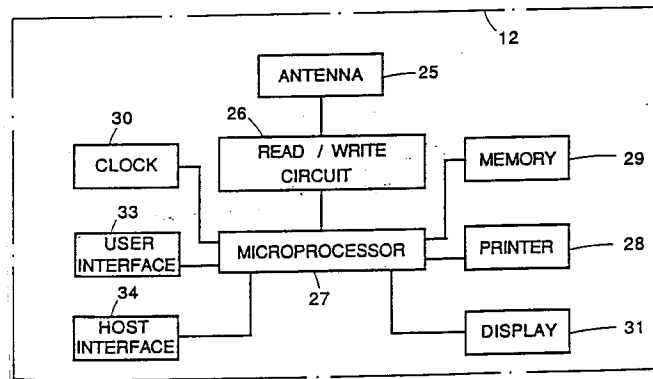 12
ANTENNA
25
26
30
READ / WRITE
CIRCUIT
CLOCK
MEMORY
29
33
USER
INTERFACE
MICROPROCESSOR
27
PRINTER
28
34
HOST
INTERFACE
DISPLAY
31